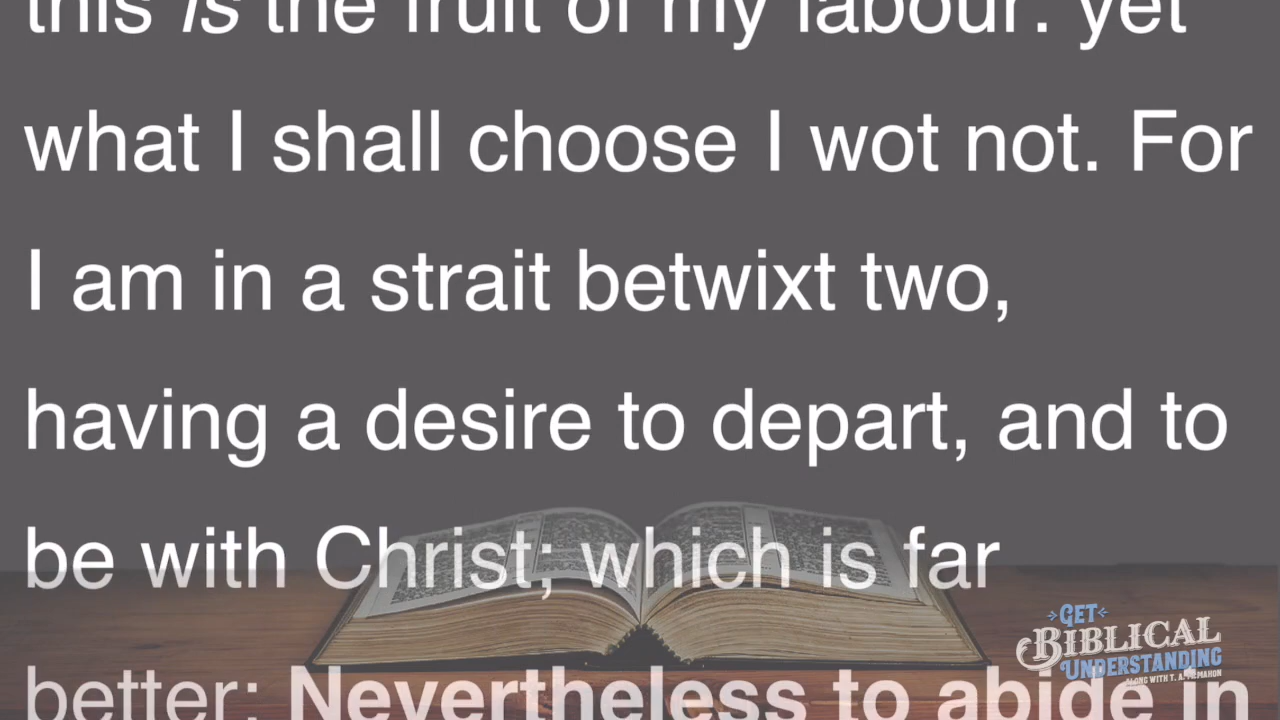 this is the fruit of my labour: yet
what I shall choose I wot not. For
I am in a strait betwixt two,
having a desire to depart, and to
be with Christ; which is far
better: Nevertheless to abide in
GET
BIBLICAL
UNDERSTANDING
ALONG WITH T. A. MCMAHON